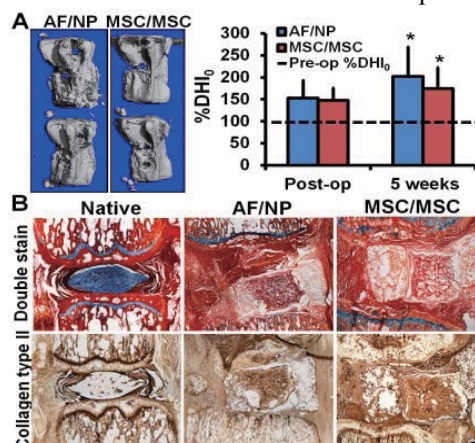 A AF/NP MSC/MSC
%DHI0
250
200
150
100
50
0
AF/NP
MSC/MSC
Pre-op %DHI0
*
*
Post-op 5 weeks
B Native AF/NP MSC/MSC
Double stain
Collagen type II